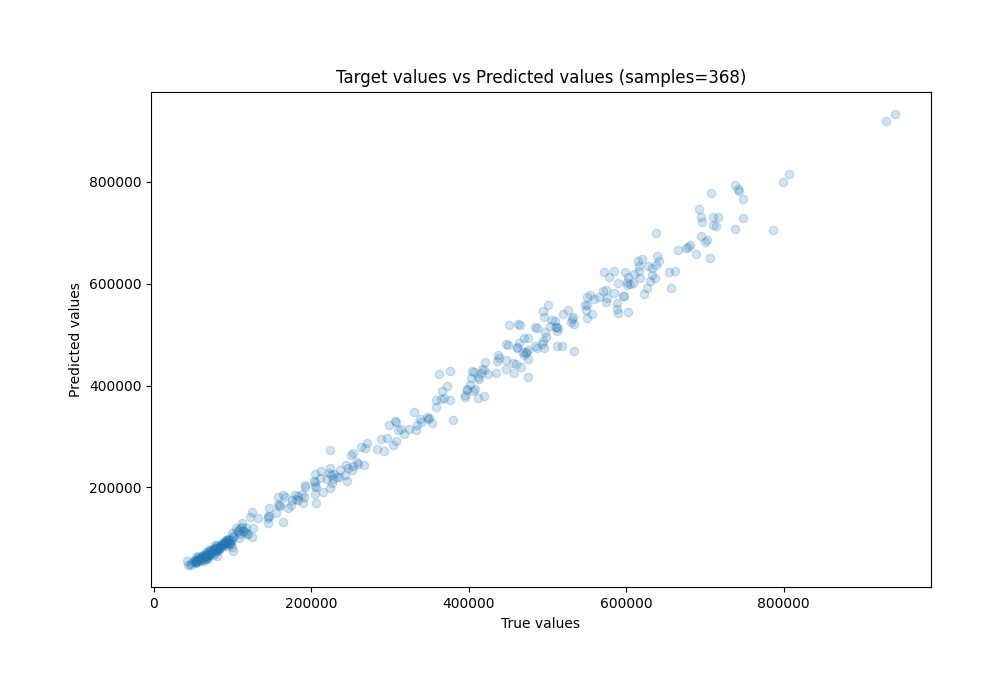 Target values vs Predicted values (samples=368)
Predicted values
800000
600000
400000
200000
0 200000 400000 600000 800000
True values